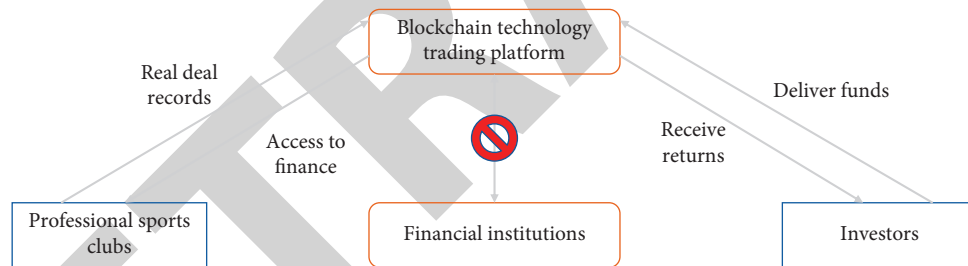 Blockchain technology
trading platform
Real deal
records
Access to
finance
Receive
returns
Deliver funds
Professional sports
clubs
Financial institutions
Investors
TRA